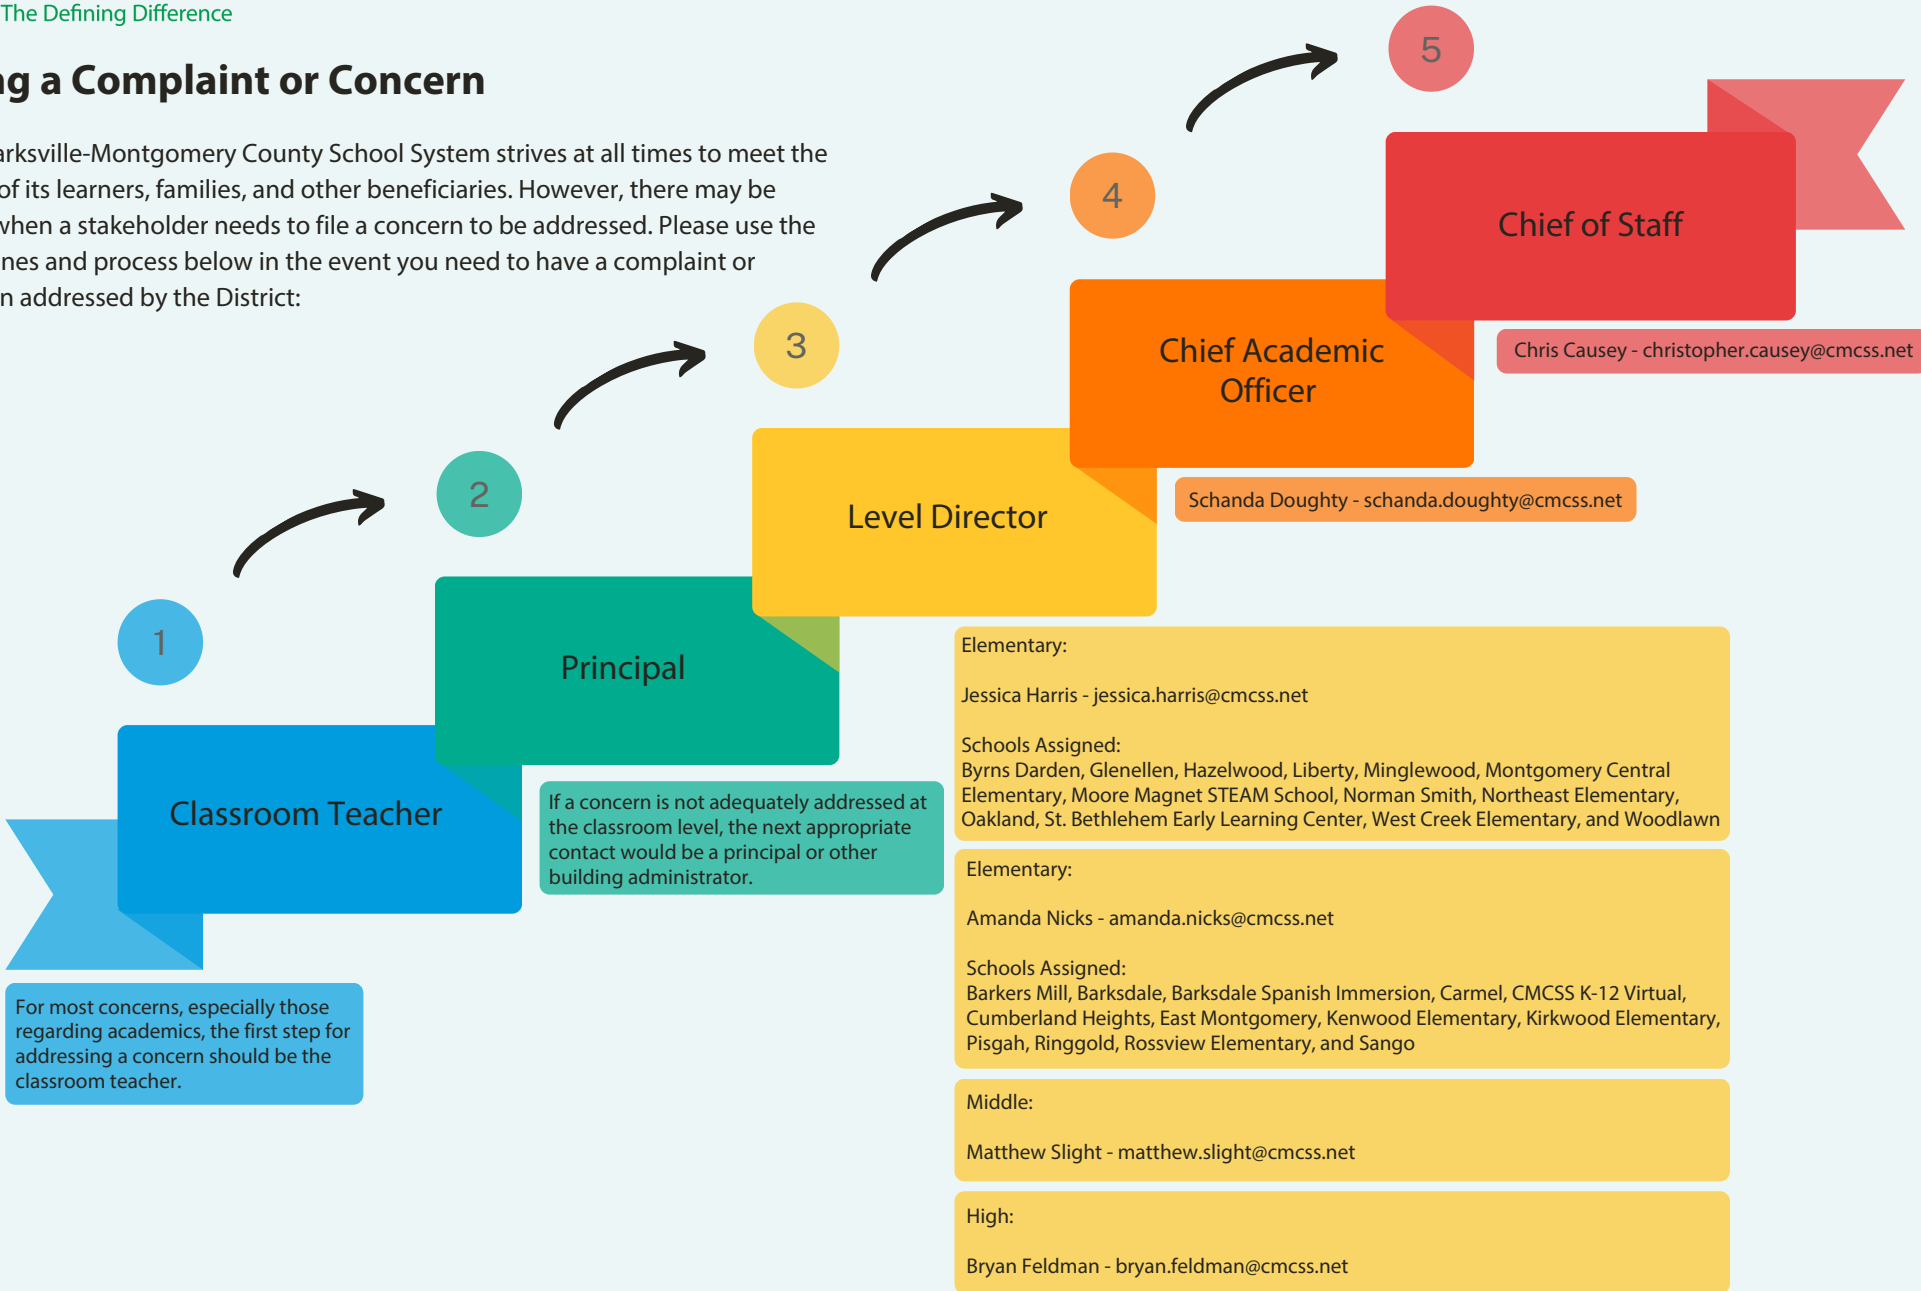 The Defining Difference
ng a Complaint or Concern
arksville-Montgomery County School System strives at all times to meet the
of its learners, families, and other beneficiaries. However, there may be
when a stakeholder needs to file a concern to be addressed. Please use the
nes and process below in the event you need to have a complaint or
n addressed by the District:
1
Classroom Teacher
For most concerns, especially those
regarding academics, the first step for
addressing a concern should be the
classroom teacher.
2
Principal
If a concern is not adequately addressed at
the classroom level, the next appropriate
contact would be a principal or other
building administrator.
3
Level Director
Elementary:
Jessica Harris - jessica.harris@cmcss.net
Schools Assigned:
Byrns Darden, Glenellen, Hazelwood, Liberty, Minglewood, Montgomery Central
Elementary, Moore Magnet STEAM School, Norman Smith, Northeast Elementary,
Oakland, St. Bethlehem Early Learning Center, West Creek Elementary, and Woodlawn
Elementary:
Amanda Nicks - amanda.nicks@cmcss.net
Schools Assigned:
Barkers Mill, Barksdale, Barksdale Spanish Immersion, Carmel, CMCSS K-12 Virtual,
Cumberland Heights, East Montgomery, Kenwood Elementary, Kirkwood Elementary,
Pisgah, Ringgold, Rossview Elementary, and Sango
Middle:
Matthew Slight - matthew.slight@cmcss.net
High:
Bryan Feldman - bryan.feldman@cmcss.net
4
Chief Academic
Officer
Schanda Doughty - schanda.doughty@cmcss.net
5
Chief of Staff
Chris Causey - christopher.causey@cmcss.net